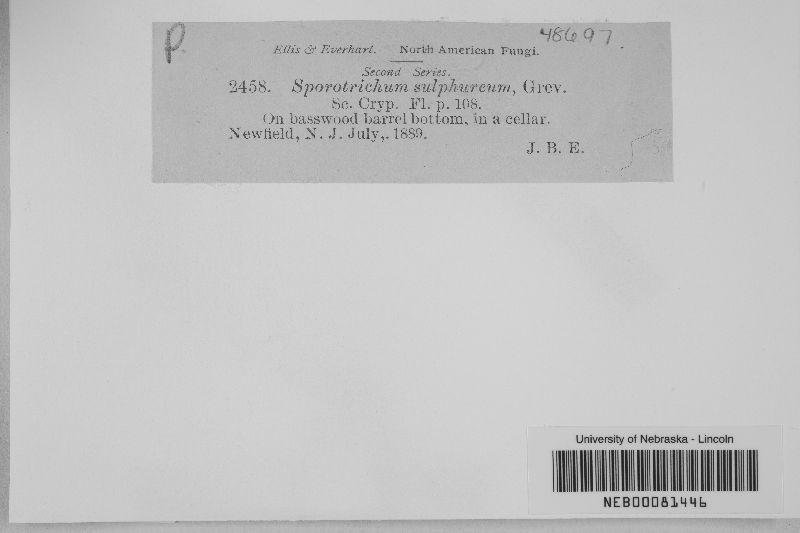 P.
48697
Ellis & Everhart. North American Fungi.
Second Series.
2458. Sporotrichum sulphureum, Grev.
Sc. Cryp. Fl. p. 108.
On basswood barrel bottom, in a cellar.
Newfield, N. J. July,. 1889.
J. B. E.
University of Nebraska - Lincoln
NEB00081446